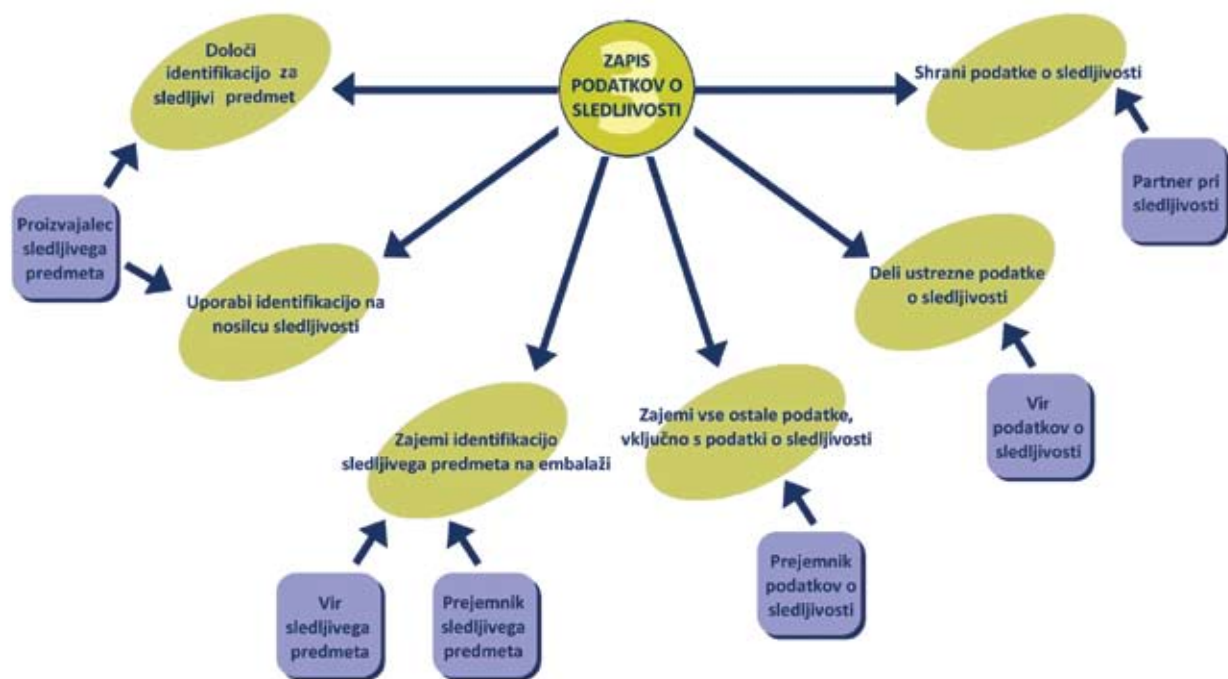 Določi
identifikacijo za
sledljivi predmet
3
ZAPIS
PODATKOV O
SLEDLJIVOSTI
Shrani podatke o sledljivosti
Proizvajalec
sledljivega
predmeta
Partner pri
sledljivosti
Uporabi identifikacijo na
nosilcu sledljivosti
Deli ustrezne podatke
o sledljivosti
Zajemi identifikacijo
sledljivega predmeta na embalaži
Zajemi vse ostale podatke,
vključno s podatki o sledljivosti
Vir
podatkov o
sledljivosti
Vir
sledljivega
predmeta
Prejemnik
sledljivega
predmeta
Prejemnik
podatkov o
sledljivosti